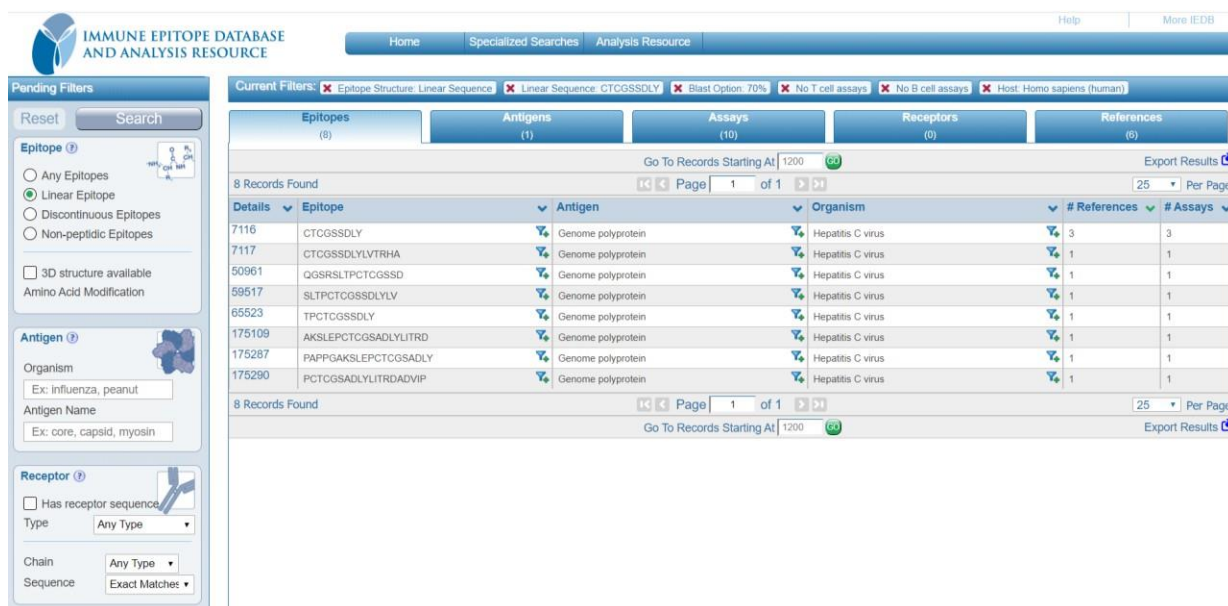 Help More IEDB
IMMUNE EPITOPE DATABASE
AND ANALYSIS RESOURCE
Home Specialized Searches Analysis Resource
Pending Filters
Current Filters: Epitope Structure: Linear Sequence Linear Sequence: CTCGSSDLY Blast Option: 70% No T cell assays No B cell assays Host: Homo sapiens (human)
Reset Search
Epitopes Antigens Assays Receptors References
(8) (1) (10) (0) (6)
Epitope
Any Epitopes
Linear Epitope
Discontinuous Epitopes
Non-peptidic Epitopes
3D structure available
Amino Acid Modification
Go To Records Starting At 1200 GO Export Results
8 Records Found Page 1 of 1 25 Per Page
Details Epitope Antigen Organism # References # Assays
7116 CTCGSSDLY Genome polyprotein Hepatitis C virus 3 3
7117 CTCGSSDLYLVTRHA Genome polyprotein Hepatitis C virus 1 1
50961 QGSRSLTPCTCGSSD Genome polyprotein Hepatitis C virus 1 1
59517 SLTPCTCGSSDLYLV Genome polyprotein Hepatitis C virus 1 1
65523 TPCTCGSSDLY Genome polyprotein Hepatitis C virus 1 1
175109 AKSLEPCTCGSADLYLITRD Genome polyprotein Hepatitis C virus 1 1
175287 PAPPGAKSLEPCTCGSADLY Genome polyprotein Hepatitis C virus 1 1
175290 PCTCGSADLYLITRDADVIP Genome polyprotein Hepatitis C virus 1 1
8 Records Found Page 1 of 1 25 Per Page
Go To Records Starting At 1200 GO Export Results
Antigen
Organism
Ex: influenza, peanut
Antigen Name
Ex: core, capsid, myosin
Receptor
Has receptor sequence
Type Any Type
Chain Any Type
Sequence Exact Matches